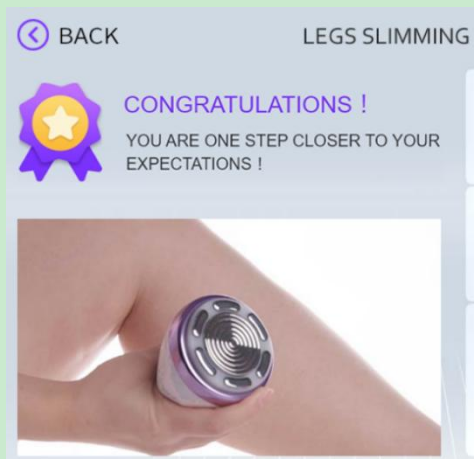 BACK
LEGS SLIMMING
CONGRATULATIONS !
YOU ARE ONE STEP CLOSER TO YOUR
EXPECTATIONS !